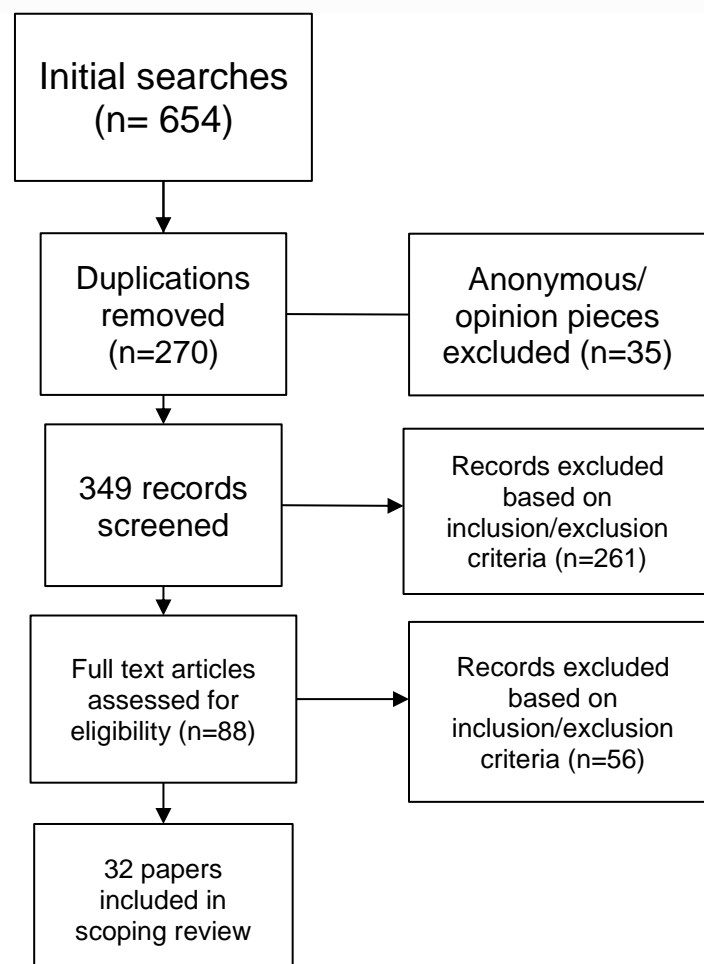 Initial searches
(n= 654)
Duplications
removed
(n=270)
Anonymous/
opinion pieces
excluded (n=35)
349 records
screened
Records excluded
based on
inclusion/exclusion
criteria (n=261)
Full text articles
assessed for
eligibility (n=88)
Records excluded
based on
inclusion/exclusion
criteria (n=56)
32 papers
included in
scoping review